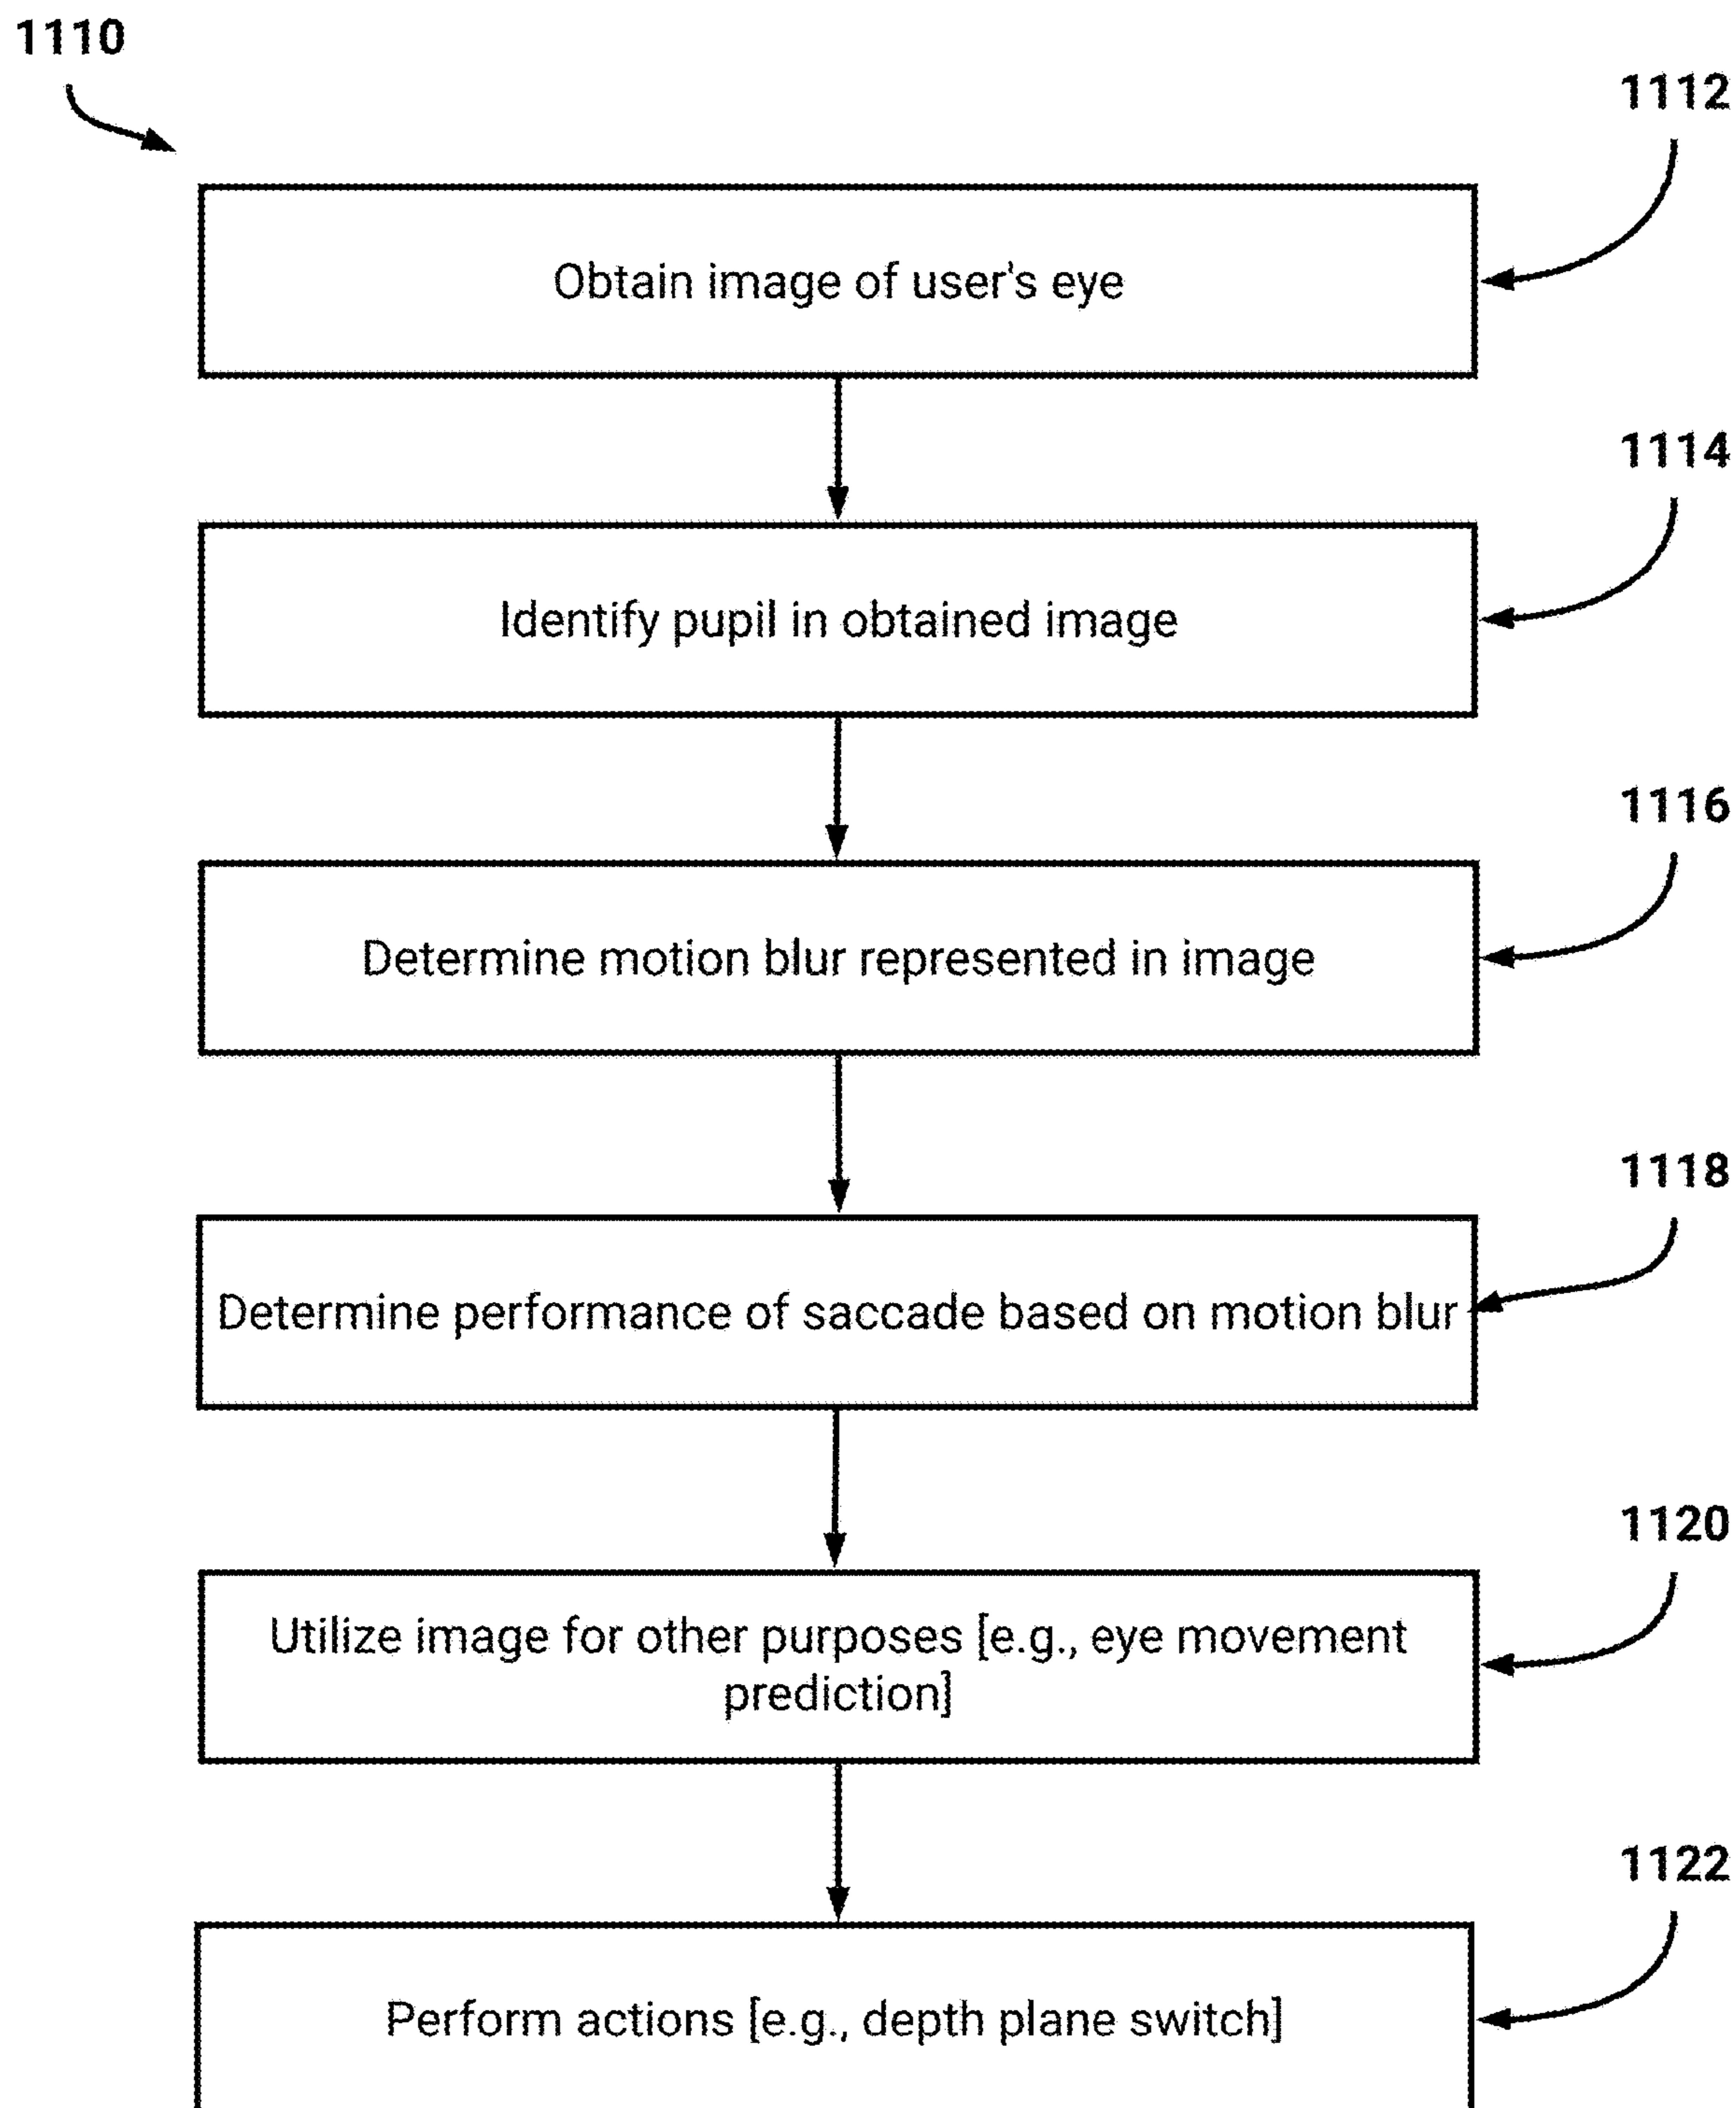 1110
1112
Obtain image of user's eye
1114
Identify pupil in obtained image
1116
Determine motion blur represented in image
1118
Determine performance of saccade based on motion blur
1120
Utilize image for other purposes [e.g., eye movement
prediction]
1122
Perform actions [e.g., depth plane switch]